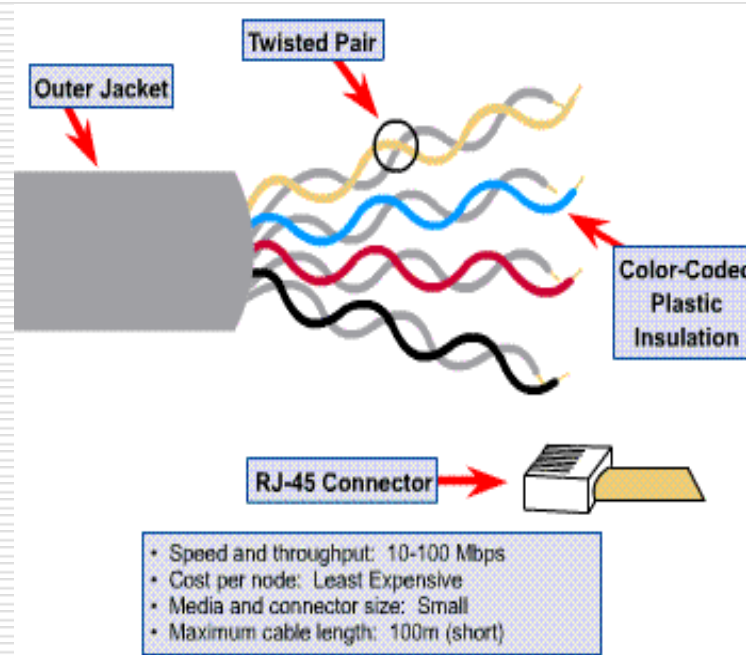 Twisted Pair
Outer Jacket
Color-Coded
Plastic
Insulation
RJ-45 Connector
• Speed and throughput: 10-100 Mbps
• Cost per node: Least Expensive
• Media and connector size: Small
• Maximum cable length: 100m (short)